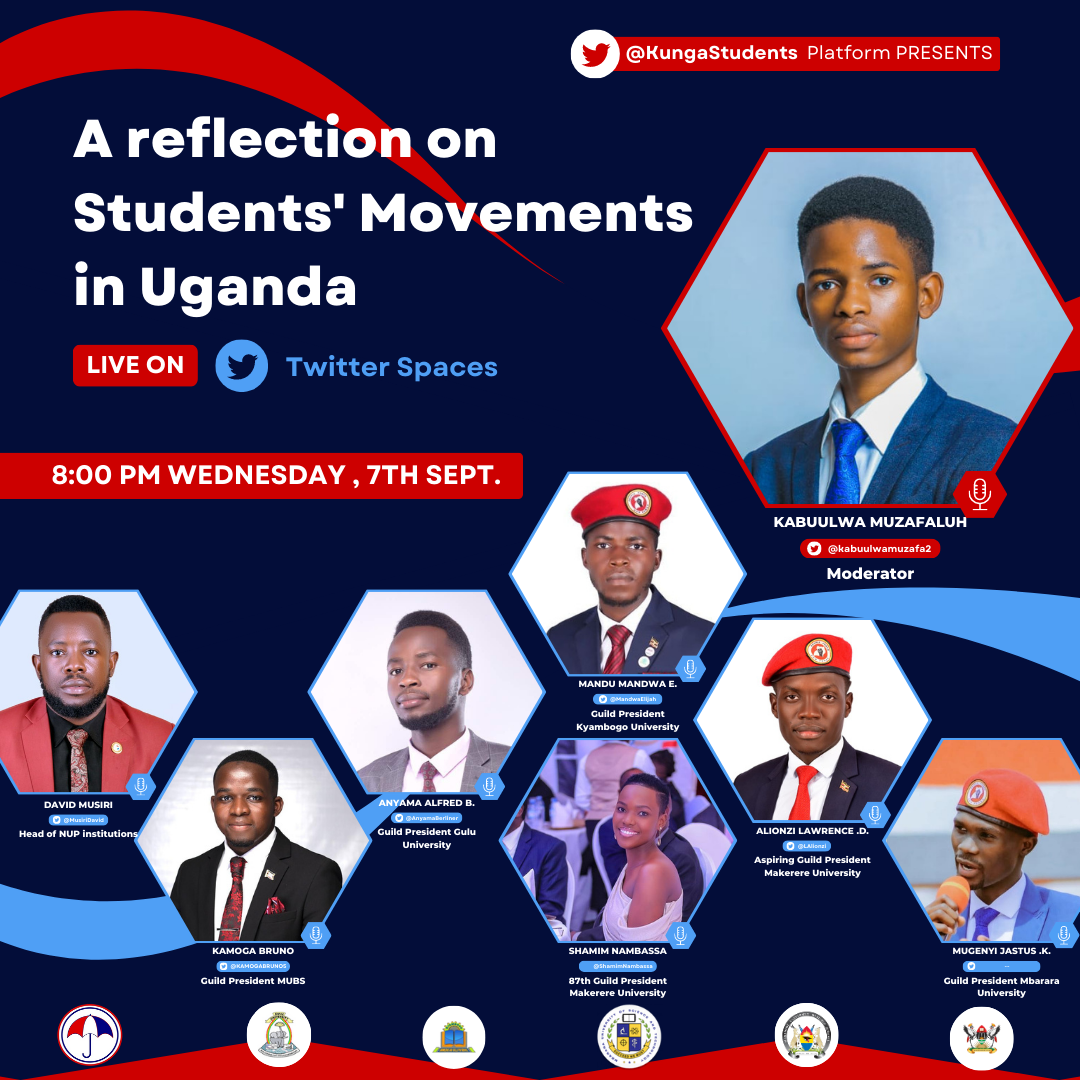 @KungaStudents Platform PRESENTS
A reflection on
Students' Movements
in Uganda
LIVE ON Twitter Spaces
8:00 PM WEDNESDAY , 7TH SEPT.
KABUULWA MUZAFALUH
@kabuulwamuzafa2
Moderator
MANDU MANDWA E.
@MandwaElijah
Guild President
Kyambogo University
DAVID MUSIRI
@MusiriDavid
Head of NUP institutions
ANYAMA ALFRED B.
@AnyamaBerliner
Guild President Gulu
University
ALIONZI LAWRENCE .D.
@LAlionzi
Aspiring Guild President
Makerere University
KAMOGA BRUNO
@KAMOGABRUNOS
Guild President MUBS
SHAMIM NAMBASSA
@ShamimNambassa
87th Guild President
Makerere University
MUGENYI JASTUS .K.
Guild President Mbarara
University